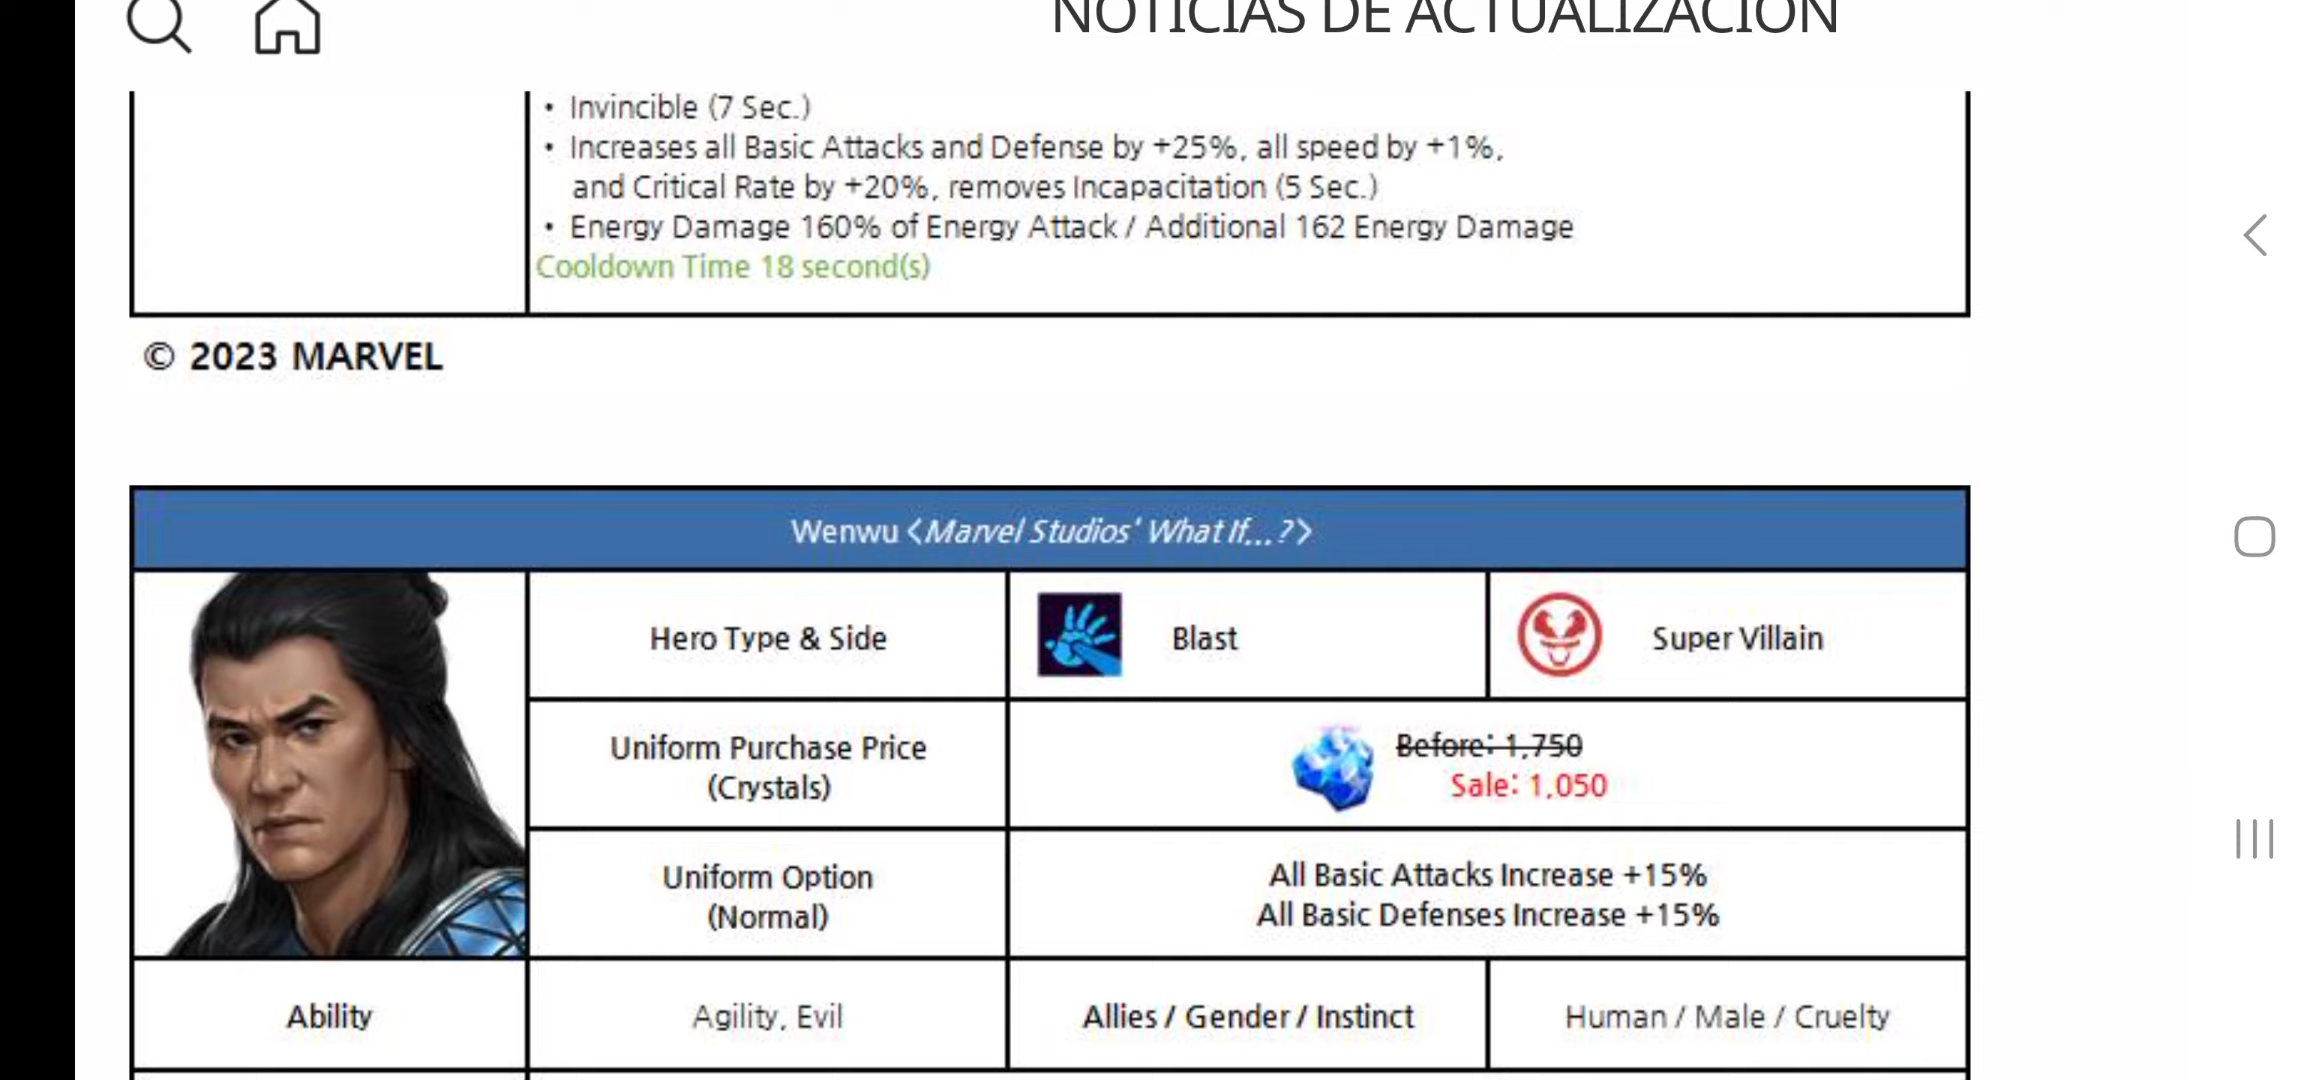 NOTICIAS DE ACTUALIZACIÓN
• Invincible (7 Sec.)
• Increases all Basic Attacks and Defense by +25%, all speed by +1%,
and Critical Rate by +20%, removes Incapacitation (5 Sec.)
• Energy Damage 160% of Energy Attack / Additional 162 Energy Damage
Cooldown Time 18 second(s)
© 2023 MARVEL
Wenwu <Marvel Studios' What If...?>
Hero Type & Side
Blast
Super Villain
Uniform Purchase Price
(Crystals)
Before: 1,750
Sale: 1,050
Uniform Option
(Normal)
All Basic Attacks Increase +15%
All Basic Defenses Increase +15%
Ability
Agility, Evil
Allies / Gender / Instinct
Human / Male / Cruelty